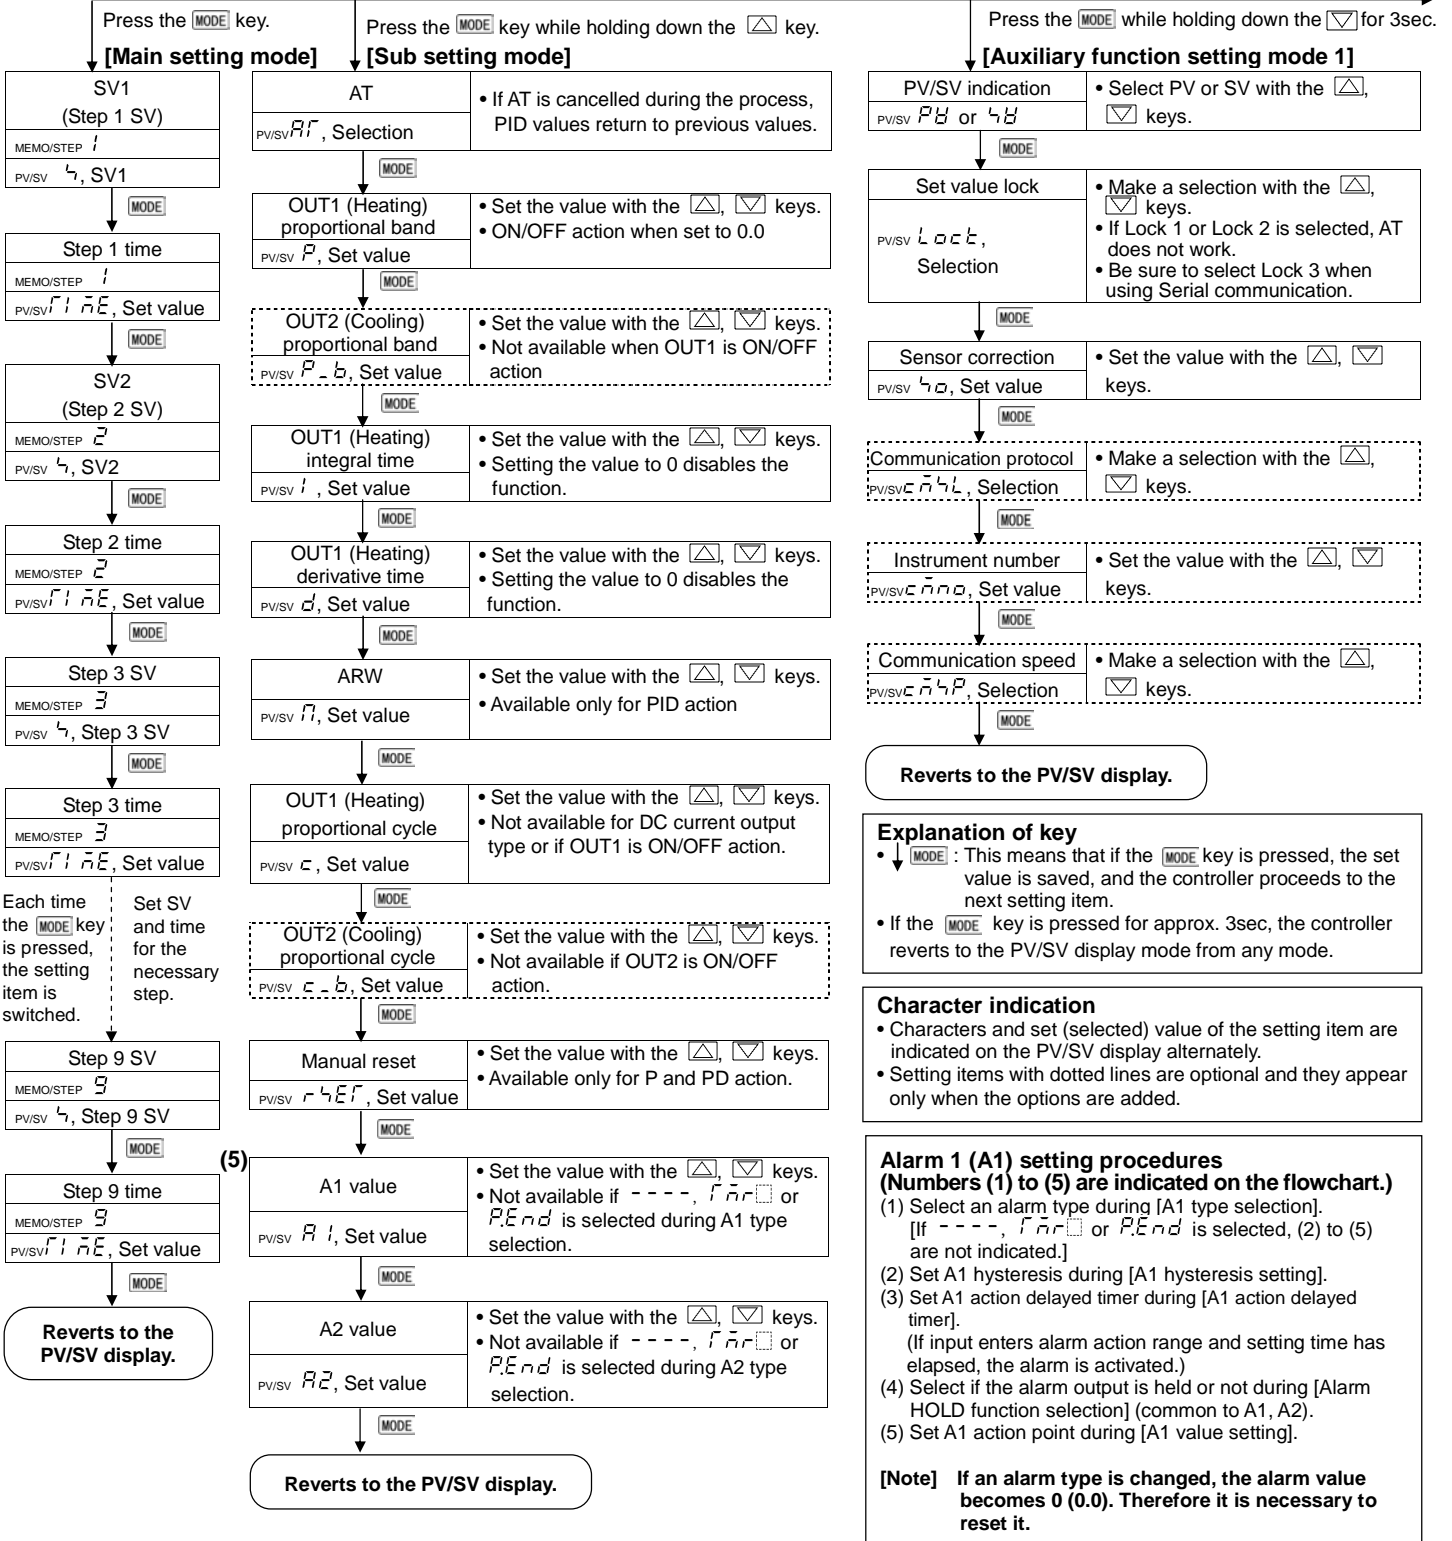 Press the MODE key.
[Main setting mode]
SV1
(Step 1 SV)
MEMO/STEP 1
PV/SV S, SV1
MODE
Step 1 time
MEMO/STEP 1
PV/SV TIME, Set value
MODE
SV2
(Step 2 SV)
MEMO/STEP 2
PV/SV S, SV2
MODE
Step 2 time
MEMO/STEP 2
PV/SV TIME, Set value
MODE
Step 3 SV
MEMO/STEP 3
PV/SV S, Step 3 SV
MODE
Step 3 time
MEMO/STEP 3
PV/SV TIME, Set value
Each time
the MODE key
is pressed,
the setting
item is
switched.
Set SV
and time
for the
necessary
step.
Step 9 SV
MEMO/STEP 9
PV/SV S, Step 9 SV
MODE
Step 9 time
MEMO/STEP 9
PV/SV TIME, Set value
MODE
Reverts to the
PV/SV display.
Press the MODE key while holding down the △ key.
[Sub setting mode]
AT
PV/SV AT, Selection
• If AT is cancelled during the process,
PID values return to previous values.
MODE
OUT1 (Heating)
proportional band
PV/SV P, Set value
• Set the value with the △, ▽ keys.
• ON/OFF action when set to 0.0
MODE
OUT2 (Cooling)
proportional band
PV/SV P_b, Set value
• Set the value with the △, ▽ keys.
• Not available when OUT1 is ON/OFF
action
MODE
OUT1 (Heating)
integral time
PV/SV I, Set value
• Set the value with the △, ▽ keys.
• Setting the value to 0 disables the
function.
MODE
OUT1 (Heating)
derivative time
PV/SV d, Set value
• Set the value with the △, ▽ keys.
• Setting the value to 0 disables the
function.
MODE
ARW
PV/SV , Set value
• Set the value with the △, ▽ keys.
• Available only for PID action
MODE
OUT1 (Heating)
proportional cycle
PV/SV c, Set value
• Set the value with the △, ▽ keys.
• Not available for DC current output
type or if OUT1 is ON/OFF action.
MODE
OUT2 (Cooling)
proportional cycle
PV/SV c_b, Set value
• Set the value with the △, ▽ keys.
• Not available if OUT2 is ON/OFF
action.
MODE
Manual reset
PV/SV rSET, Set value
• Set the value with the △, ▽ keys.
• Available only for P and PD action.
MODE
(5)
A1 value
PV/SV A1, Set value
• Set the value with the △, ▽ keys.
• Not available if ----, Tmr□ or
P.End is selected during A1 type
selection.
MODE
A2 value
PV/SV A2, Set value
• Set the value with the △, ▽ keys.
• Not available if ----, Tmr□ or
P.End is selected during A2 type
selection.
MODE
Reverts to the PV/SV display.
Press the MODE while holding down the ▽ for 3sec.
[Auxiliary function setting mode 1]
PV/SV indication
PV/SV PV or SV
• Select PV or SV with the △,
▽ keys.
MODE
Set value lock
PV/SV Lock,
Selection
• Make a selection with the △,
▽ keys.
• If Lock 1 or Lock 2 is selected, AT
does not work.
• Be sure to select Lock 3 when
using Serial communication.
MODE
Sensor correction
PV/SV So, Set value
• Set the value with the △, ▽
keys.
MODE
Communication protocol
PV/SV cmSL, Selection
• Make a selection with the △,
▽ keys.
MODE
Instrument number
PV/SV cmno, Set value
• Set the value with the △, ▽
keys.
MODE
Communication speed
PV/SV cmSP, Selection
• Make a selection with the △,
▽ keys.
MODE
Reverts to the PV/SV display.
Explanation of key
• ↓ MODE : This means that if the MODE key is pressed, the set
value is saved, and the controller proceeds to the
next setting item.
• If the MODE key is pressed for approx. 3sec, the controller
reverts to the PV/SV display mode from any mode.
Character indication
• Characters and set (selected) value of the setting item are
indicated on the PV/SV display alternately.
• Setting items with dotted lines are optional and they appear
only when the options are added.
Alarm 1 (A1) setting procedures
(Numbers (1) to (5) are indicated on the flowchart.)
(1) Select an alarm type during [A1 type selection].
[If ----, Tmr□ or P.End is selected, (2) to (5)
are not indicated.]
(2) Set A1 hysteresis during [A1 hysteresis setting].
(3) Set A1 action delayed timer during [A1 action delayed
timer].
(If input enters alarm action range and setting time has
elapsed, the alarm is activated.)
(4) Select if the alarm output is held or not during [Alarm
HOLD function selection] (common to A1, A2).
(5) Set A1 action point during [A1 value setting].
[Note] If an alarm type is changed, the alarm value
becomes 0 (0.0). Therefore it is necessary to
reset it.